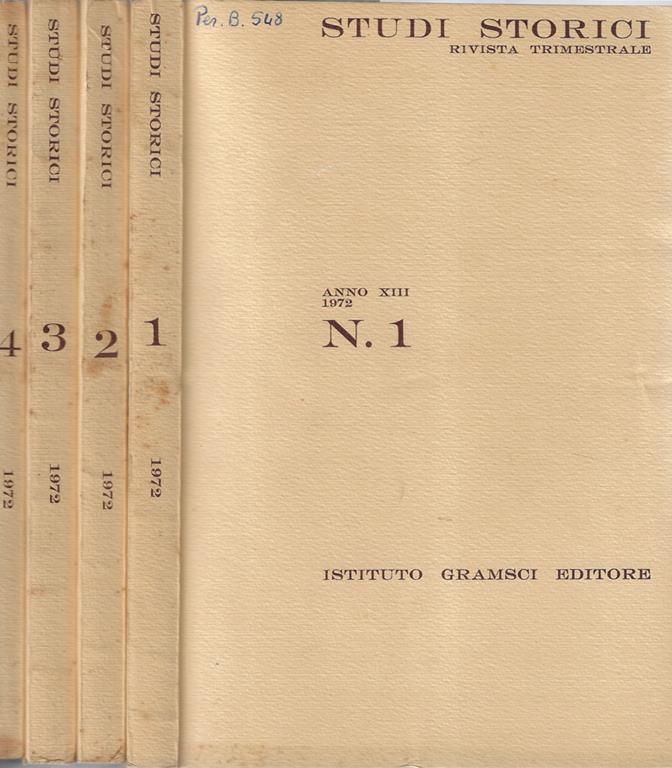 STUDI STORICI
4
1972
STUDI STORICI
3
1972
STUDI STORICI
2
1972
STUDI STORICI
1
1972
Per. B. 548
STUDI STORICI
RIVISTA TRIMESTRALE
ANNO XIII
1972
N. 1
ISTITUTO GRAMSCI EDITORE